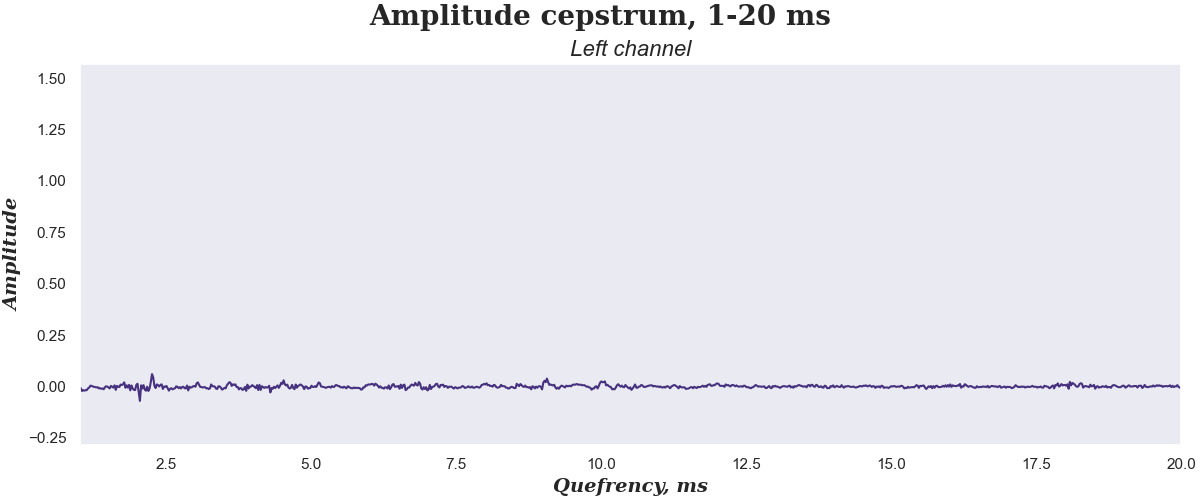 Amplitude cepstrum, 1-20 ms
Left channel
1.50
1.25
1.00
0.75
0.50
0.25
0.00
−0.25
Amplitude
2.5 5.0 7.5 10.0 12.5 15.0 17.5 20.0
Quefrency, ms